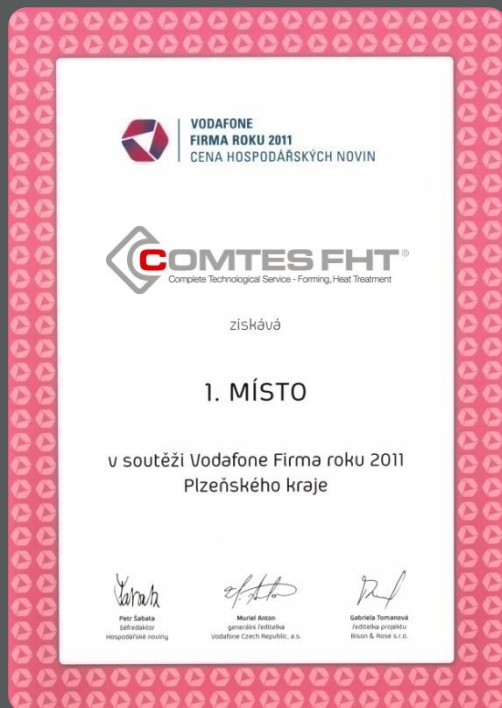 VODAFONE
FIRMA ROKU 2011
CENA HOSPODÁŘSKÝCH NOVIN
COMTES FHT®
Complete Technological Service - Forming, Heat Treatment
získává
1. MÍSTO
v soutěži Vodafone Firma roku 2011
Plzeňského kraje
Petr Šabata
šéfredaktor
Hospodářské noviny
Muriel Anton
generální ředitelka
Vodafone Czech Republic, a.s.
Gabriela Tomanová
ředitelka projektu
Bison & Rose s.r.o.